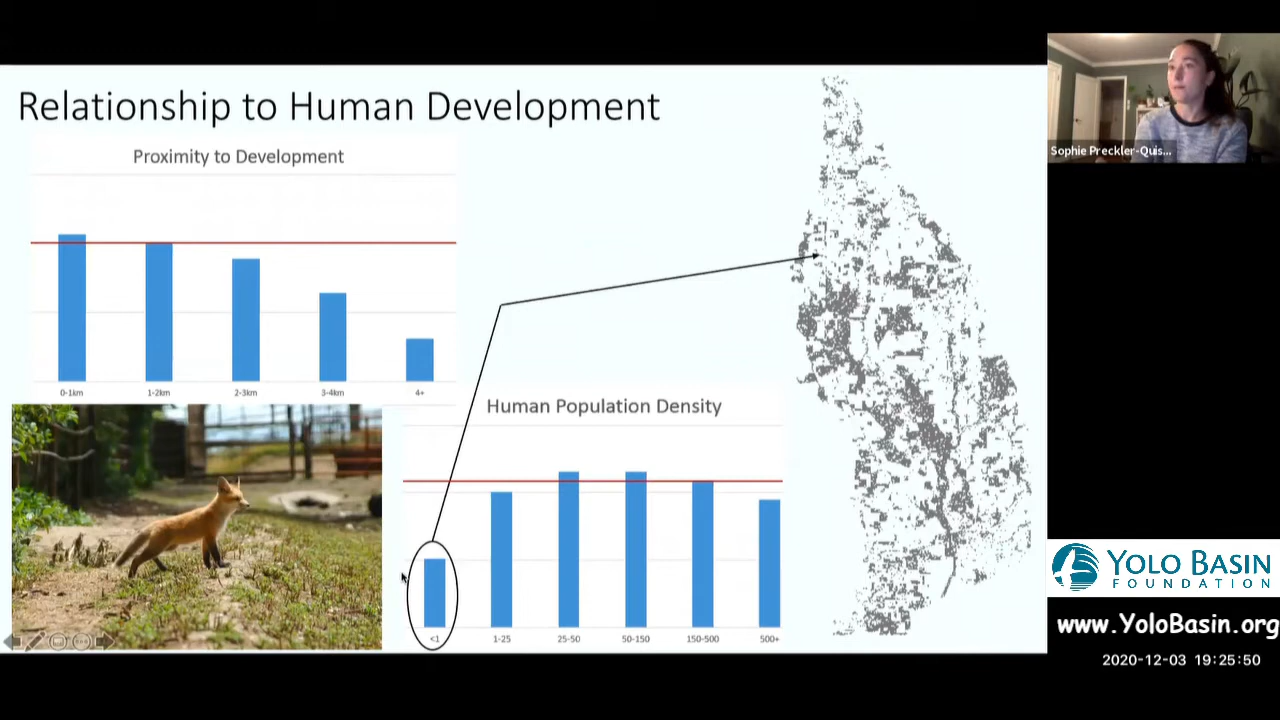 Relationship to Human Development
Proximity to Development
0-1km 1-2km 2-3km 3-4km 4+
Human Population Density
<1 1-25 25-50 50-150 150-500 500+
Sophie Preckler-Quis...
YOLO BASIN
FOUNDATION
www.YoloBasin.org
2020-12-03 19:25:50